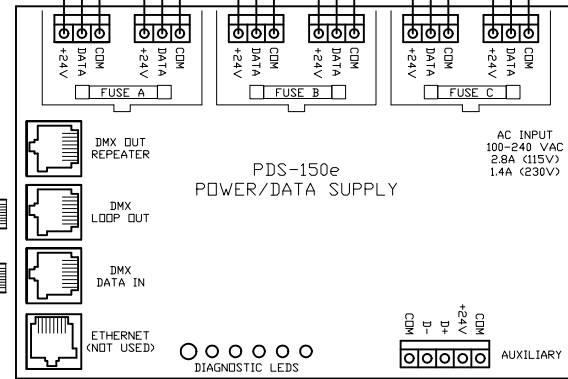 +24V DATA COM +24V DATA COM
+24V DATA COM +24V DATA COM
+24V DATA COM +24V DATA COM
FUSE A
FUSE B
FUSE C
DMX OUT
REPEATER
AC INPUT
100-240 VAC
2.8A (115V)
1.4A (230V)
PDS-150e
POWER/DATA SUPPLY
DMX
LOOP OUT
DMX
DATA IN
ETHERNET
(NOT USED)
DIAGNOSTIC LEDS
COM D- D+ +24V COM
AUXILIARY